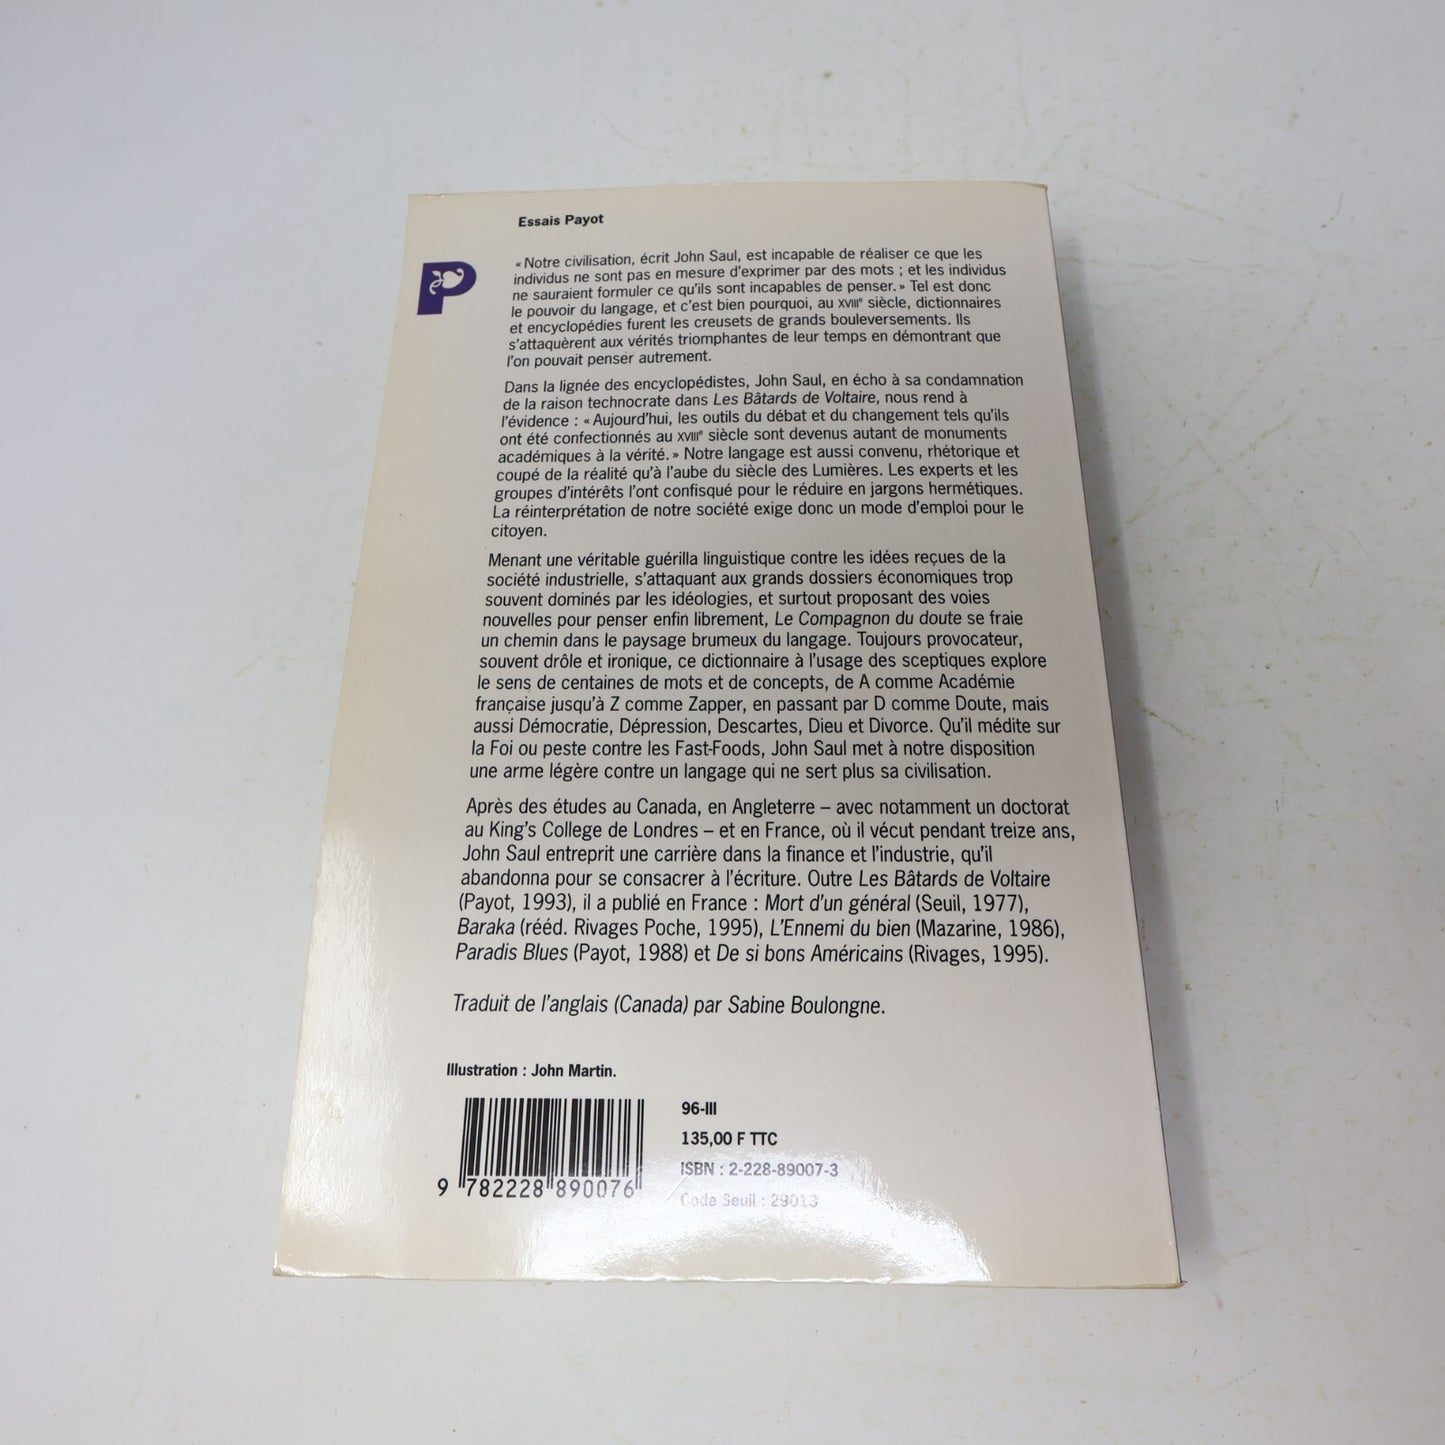 Essais Payot
P
« Notre civilisation, écrit John Saul, est incapable de réaliser ce que les
individus ne sont pas en mesure d'exprimer par des mots ; et les individus
ne sauraient formuler ce qu'ils sont incapables de penser. » Tel est donc
le pouvoir du langage, et c'est bien pourquoi, au XVIIIe siècle, dictionnaires
et encyclopédies furent les creusets de grands bouleversements. Ils
s'attaquèrent aux vérités triomphantes de leur temps en démontrant que
l'on pouvait penser autrement.
Dans la lignée des encyclopédistes, John Saul, en écho à sa condamnation
de la raison technocrate dans Les Bâtards de Voltaire, nous rend à
l'évidence : « Aujourd'hui, les outils du débat et du changement tels qu'ils
ont été confectionnés au XVIIIe siècle sont devenus autant de monuments
académiques à la vérité. » Notre langage est aussi convenu, rhétorique et
coupé de la réalité qu'à l'aube du siècle des Lumières. Les experts et les
groupes d'intérêts l'ont confisqué pour le réduire en jargons hermétiques.
La réinterprétation de notre société exige donc un mode d'emploi pour le
citoyen.
Menant une véritable guérilla linguistique contre les idées reçues de la
société industrielle, s'attaquant aux grands dossiers économiques trop
souvent dominés par les idéologies, et surtout proposant des voies
nouvelles pour penser enfin librement, Le Compagnon du doute se fraie
un chemin dans le paysage brumeux du langage. Toujours provocateur,
souvent drôle et ironique, ce dictionnaire à l'usage des sceptiques explore
le sens de centaines de mots et de concepts, de A comme Académie
française jusqu'à Z comme Zapper, en passant par D comme Doute, mais
aussi Démocratie, Dépression, Descartes, Dieu et Divorce. Qu'il médite sur
la Foi ou peste contre les Fast-Foods, John Saul met à notre disposition
une arme légère contre un langage qui ne sert plus sa civilisation.
Après des études au Canada, en Angleterre – avec notamment un doctorat
au King's College de Londres – et en France, où il vécut pendant treize ans,
John Saul entreprit une carrière dans la finance et l'industrie, qu'il
abandonna pour se consacrer à l'écriture. Outre Les Bâtards de Voltaire
(Payot, 1993), il a publié en France : Mort d'un général (Seuil, 1977),
Baraka (rééd. Rivages Poche, 1995), L'Ennemi du bien (Mazarine, 1986),
Paradis Blues (Payot, 1988) et De si bons Américains (Rivages, 1995).
Traduit de l'anglais (Canada) par Sabine Boulongne.
Illustration : John Martin.
96-III
135,00 F TTC
ISBN : 2-228-89007-3
Code Seuil : 29013
9 782228 890076